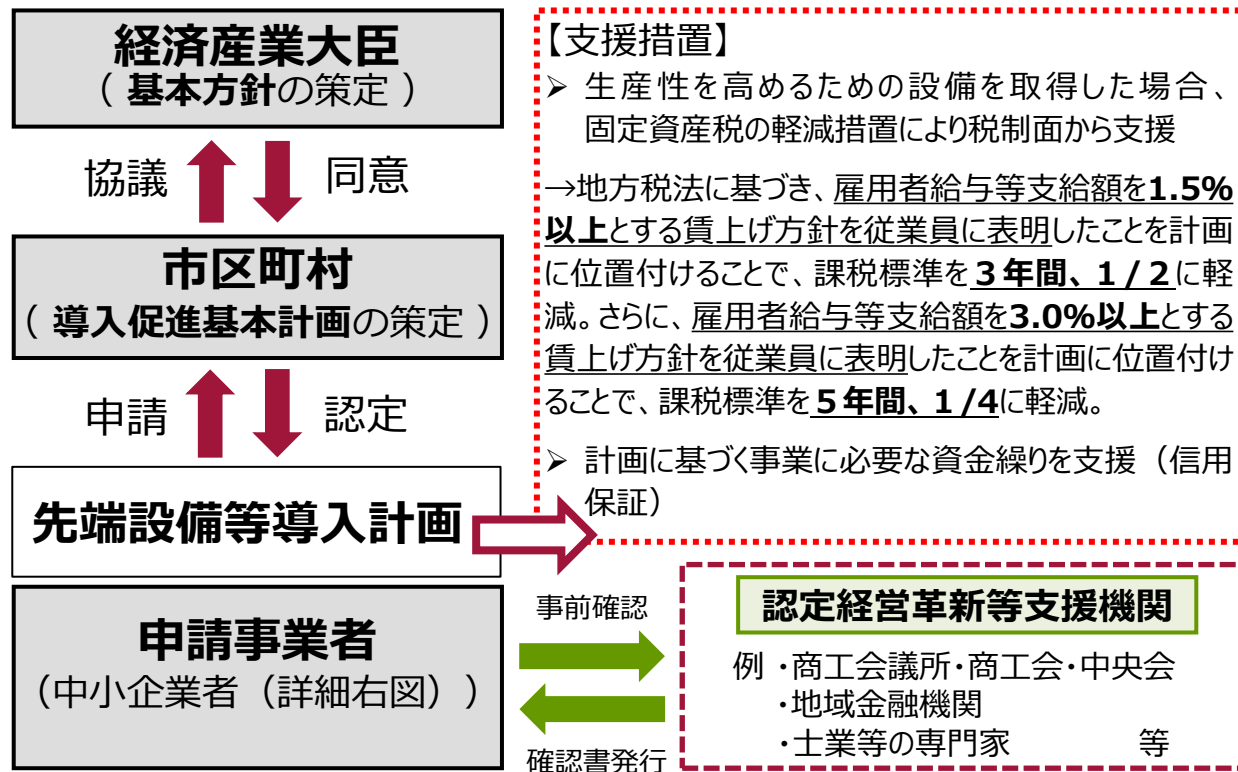 経済産業大臣
（ 基本方針の策定 ）
協議
同意
市区町村
（ 導入促進基本計画の策定 ）
申請
認定
先端設備等導入計画
申請事業者
（中小企業者（詳細右図））
【支援措置】
➢ 生産性を高めるための設備を取得した場合、
固定資産税の軽減措置により税制面から支援
→地方税法に基づき、雇用者給与等支給額を1.5%
以上とする賃上げ方針を従業員に表明したことを計画
に位置付けることで、課税標準を３年間、１/２に軽
減。さらに、雇用者給与等支給額を3.0%以上とする
賃上げ方針を従業員に表明したことを計画に位置付け
ることで、課税標準を５年間、１/4に軽減。
➢ 計画に基づく事業に必要な資金繰りを支援（信用
保証）
事前確認
確認書発行
認定経営革新等支援機関
例 ・商工会議所・商工会・中央会
・地域金融機関
・士業等の専門家 等